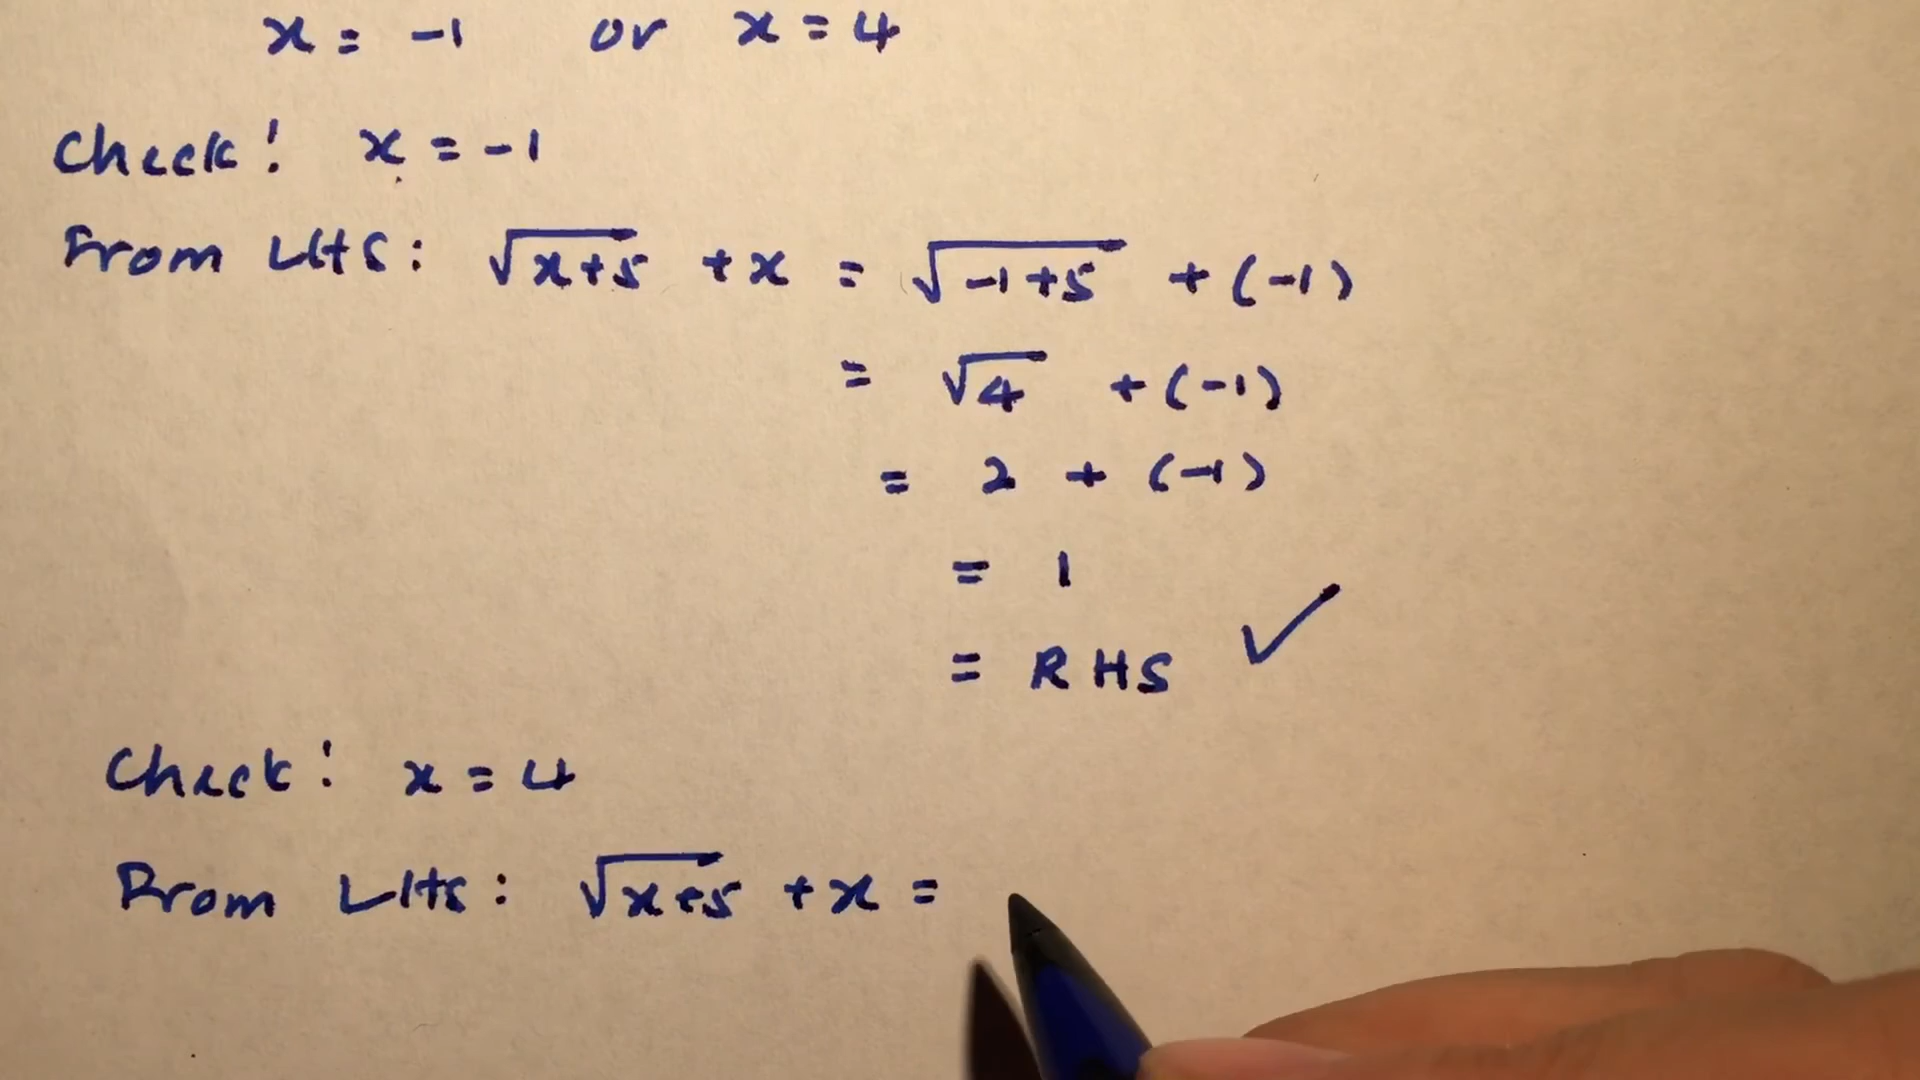 x = -1 or x = 4
Check! x = -1
From LHS: √x+5 + x = √-1+5 + (-1)
= √4 + (-1)
= 2 + (-1)
= 1
= RHS ✓
Check! x = 4
From LHS: √x+5 + x =